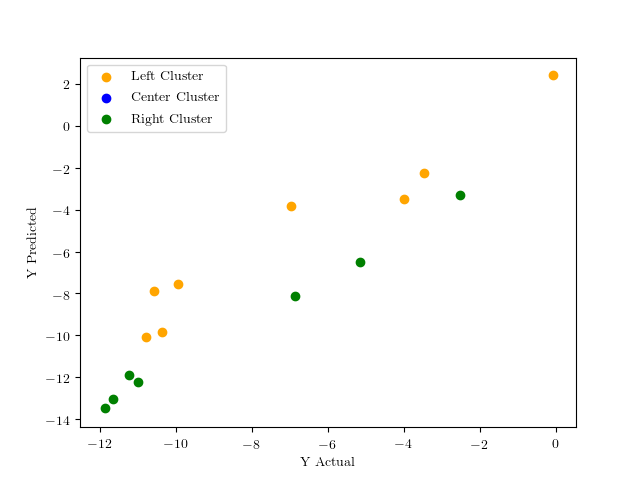 Left Cluster
Center Cluster
Right Cluster
2
0
−2
−4
−6
−8
−10
−12
−14
Y Predicted
−12 −10 −8 −6 −4 −2 0
Y Actual